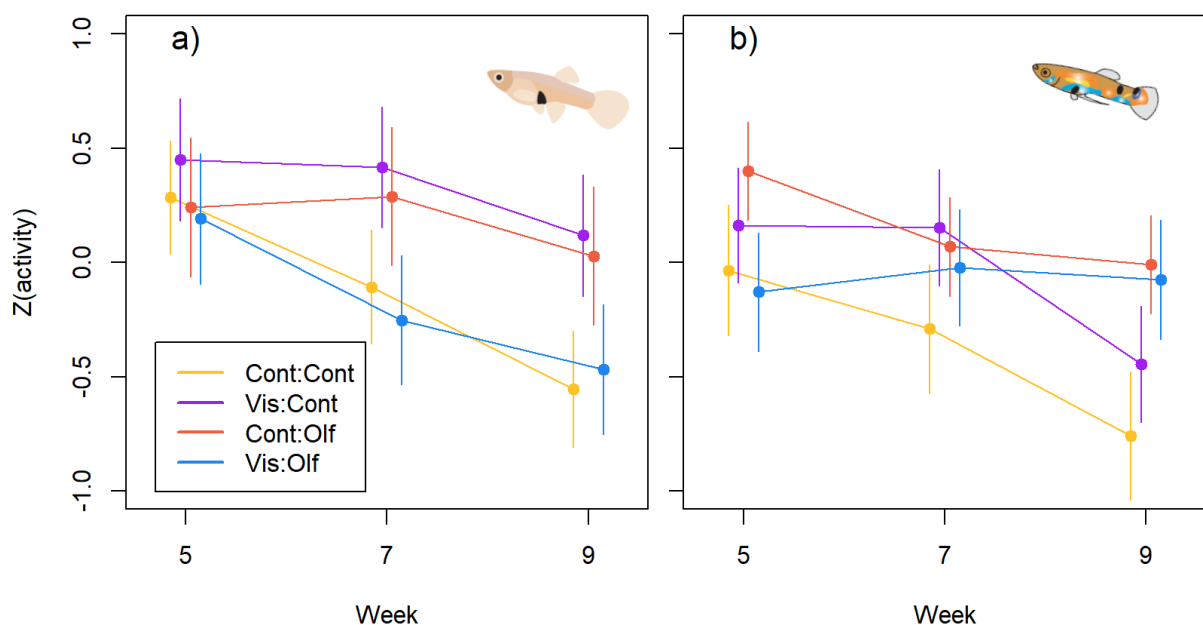 a)
b)
Z(activity)
1.0
0.5
0.0
-0.5
-1.0
Cont:Cont
Vis:Cont
Cont:Olf
Vis:Olf
5 7 9
5 7 9
Week
Week